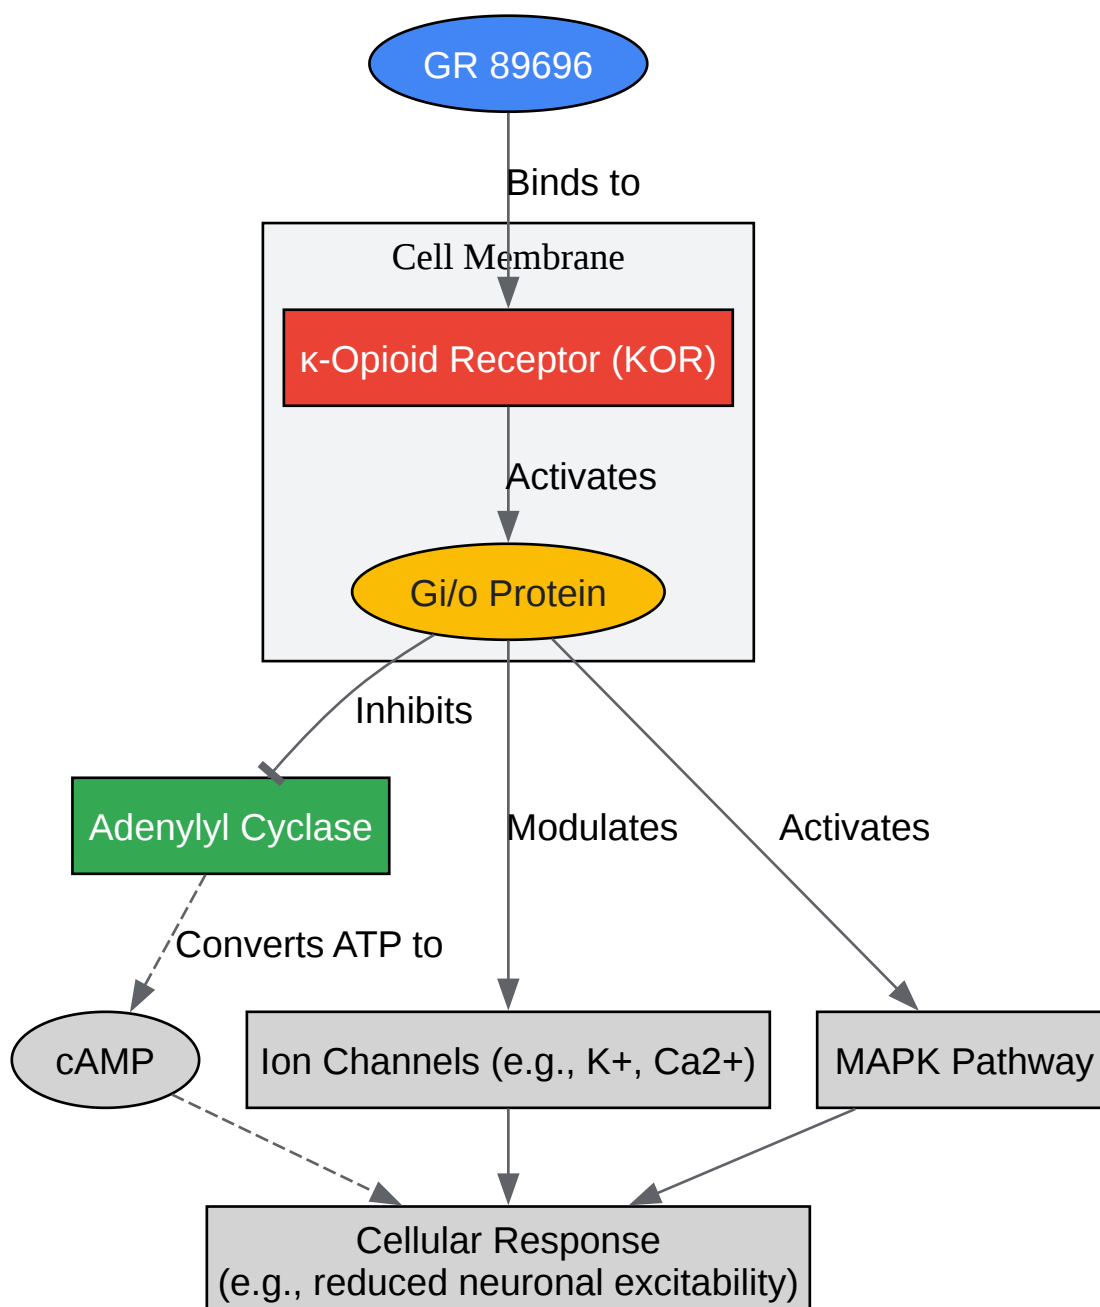 GR 89696
Binds to
Cell Membrane
κ-Opioid Receptor (KOR)
Activates
Gi/o Protein
Inhibits
Adenylyl Cyclase
Modulates
Activates
Converts ATP to
cAMP
Ion Channels (e.g., K+, Ca2+)
MAPK Pathway
Cellular Response
(e.g., reduced neuronal excitability)